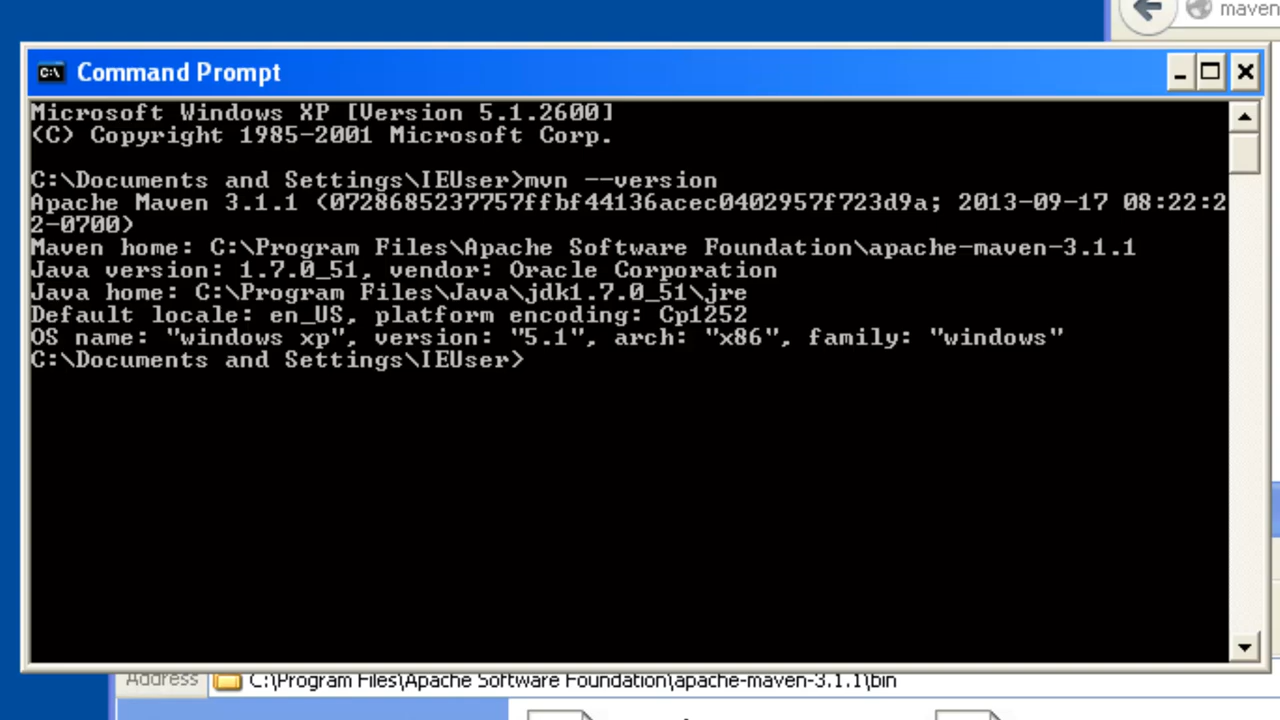 maven
Command Prompt
Microsoft Windows XP [Version 5.1.2600]
(C) Copyright 1985-2001 Microsoft Corp.
C:\Documents and Settings\IEUser>mvn --version
Apache Maven 3.1.1 (0728685237757ffbf44136acec0402957f723d9a; 2013-09-17 08:22:2
2-0700)
Maven home: C:\Program Files\Apache Software Foundation\apache-maven-3.1.1
Java version: 1.7.0_51, vendor: Oracle Corporation
Java home: C:\Program Files\Java\jdk1.7.0_51\jre
Default locale: en_US, platform encoding: Cp1252
OS name: "windows xp", version: "5.1", arch: "x86", family: "windows"
C:\Documents and Settings\IEUser>
Address C:\Program Files\Apache Software Foundation\apache-maven-3.1.1\bin